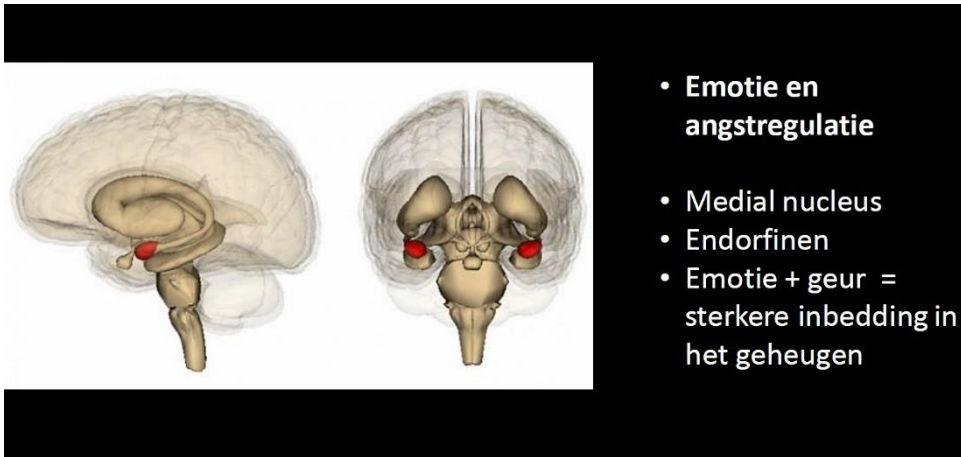 • Emotie en
angstregulatie
• Medial nucleus
• Endorfinen
• Emotie + geur =
sterkere inbedding in
het geheugen